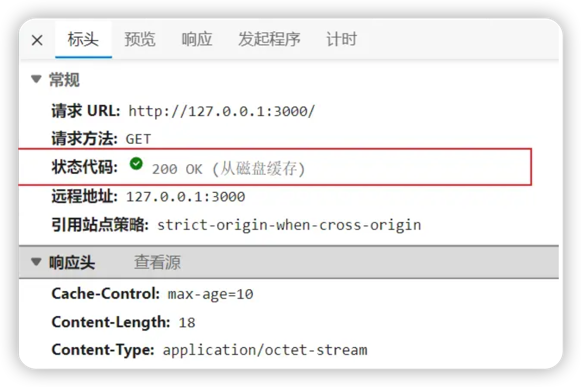 × 标头 预览 响应 发起程序 计时
▼ 常规
请求 URL: http://127.0.0.1:3000/
请求方法: GET
状态代码: 200 OK (从磁盘缓存)
远程地址: 127.0.0.1:3000
引用站点策略: strict-origin-when-cross-origin
▼ 响应头 查看源
Cache-Control: max-age=10
Content-Length: 18
Content-Type: application/octet-stream